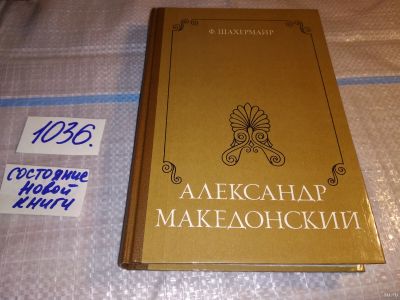 Ф. ШАХЕРМАЙР
АЛЕКСАНДР
МАКЕДОНСКИЙ
1036.
состояние
новой
книги